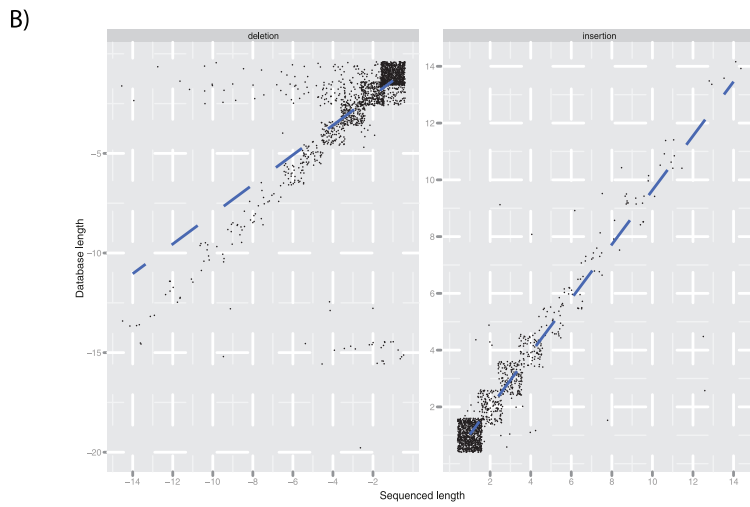 B)
deletion
insertion
Database length
−5
−10
−15
−20
14
12
10
8
6
4
2
−14 −12 −10 −8 −6 −4 −2
2 4 6 8 10 12 14
Sequenced length